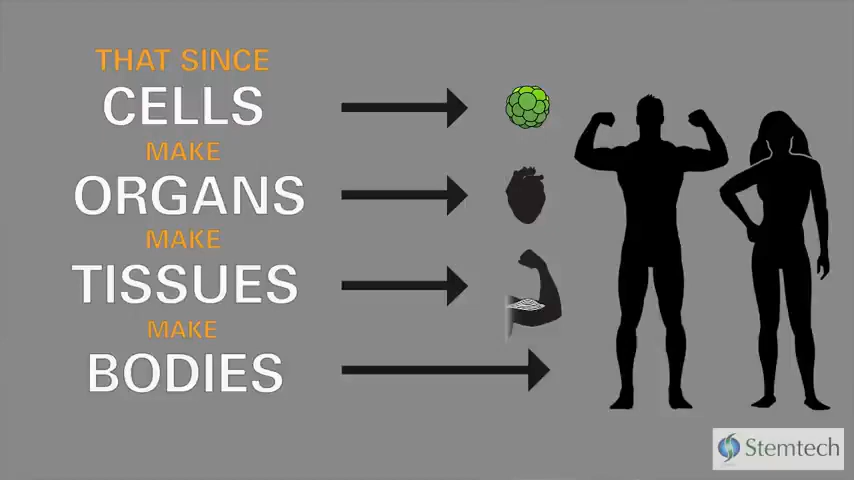 THAT SINCE
CELLS
MAKE
ORGANS
MAKE
TISSUES
MAKE
BODIES
Stemtech